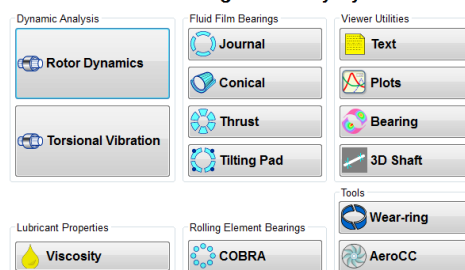 Dynamic Analysis
Rotor Dynamics
Torsional Vibration
Fluid Film Bearings
Journal
Conical
Thrust
Tilting Pad
Viewer Utilities
Text
Plots
Bearing
3D Shaft
Lubricant Properties
Viscosity
Rolling Element Bearings
COBRA
Tools
Wear-ring
AeroCC